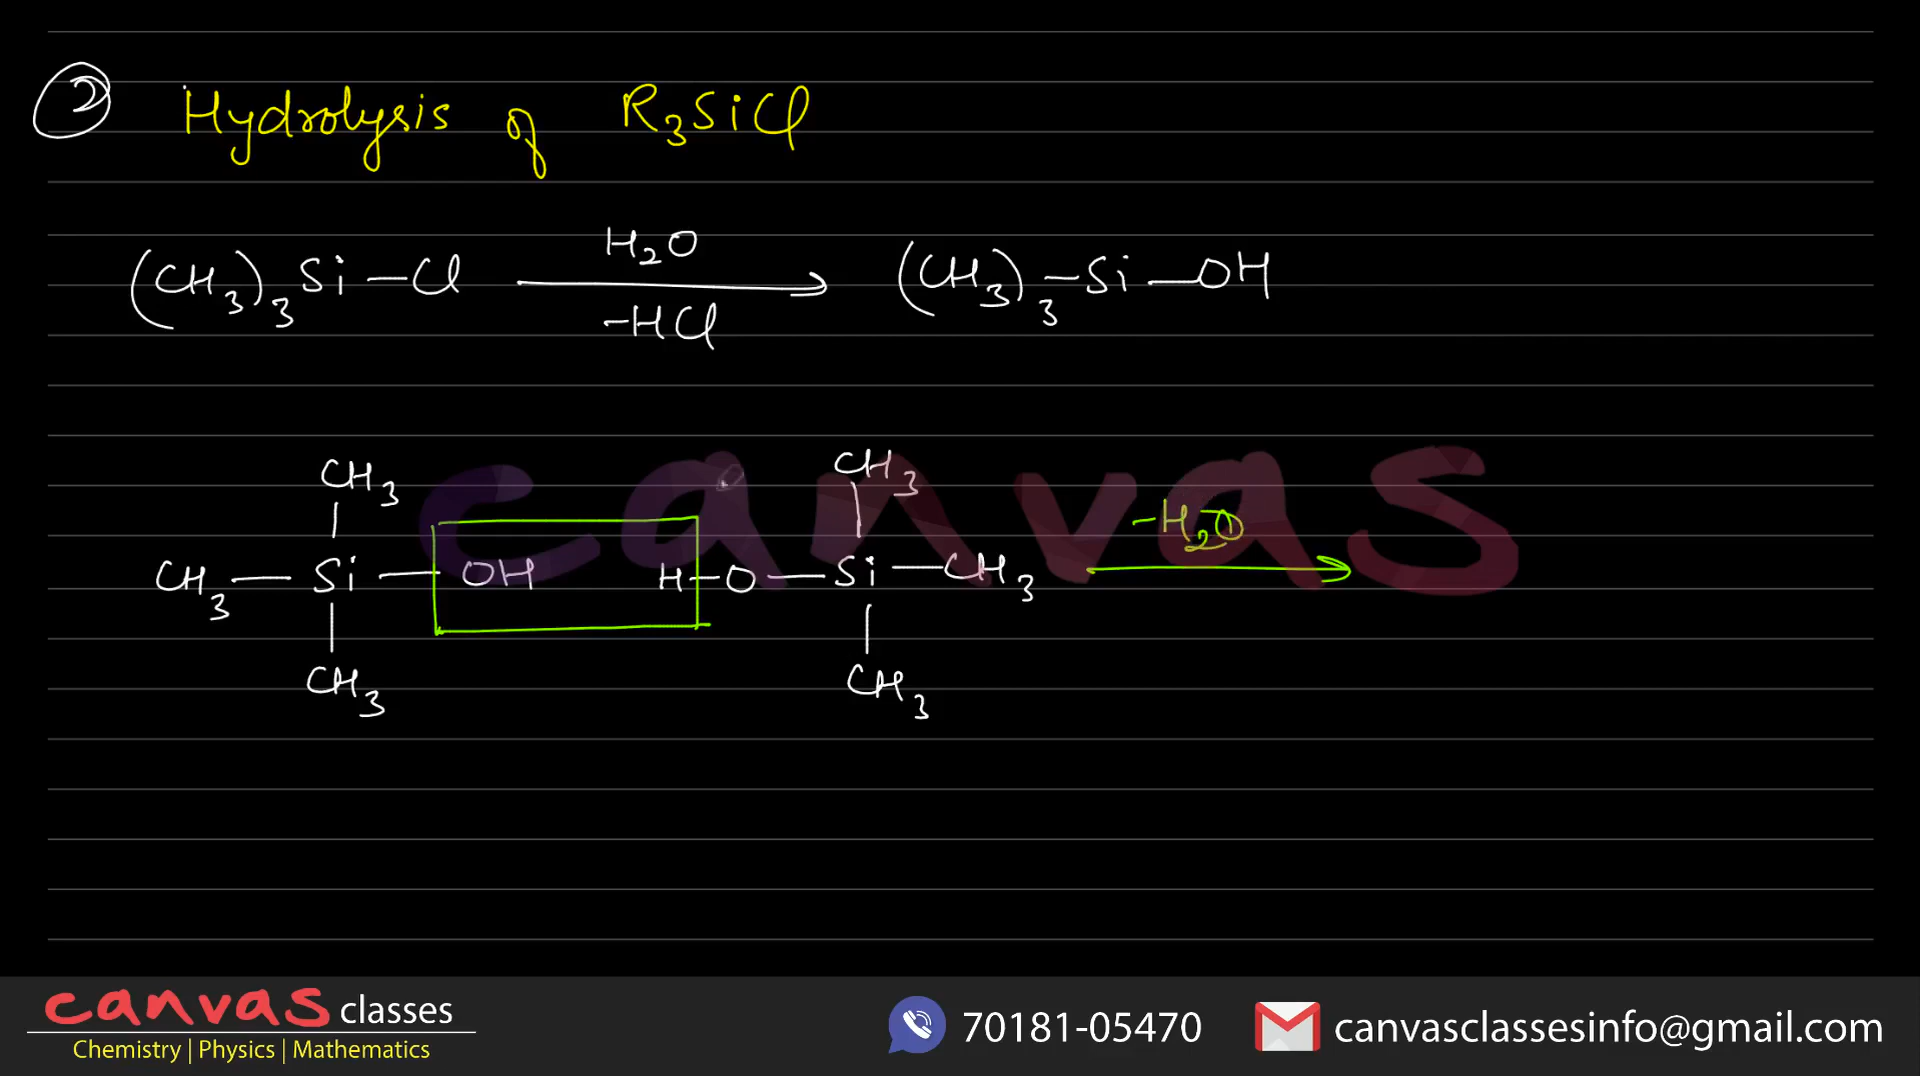 2 Hydrolysis of R₃SiCl
(CH₃)₃Si—Cl H₂O -HCl → (CH₃)₃—Si—OH
CH₃ CH₃
CH₃—Si—OH H-O—Si—CH₃ -H₂O →
CH₃ CH₃
canvas
canvas classes
Chemistry | Physics | Mathematics
70181-05470
canvasclassesinfo@gmail.com